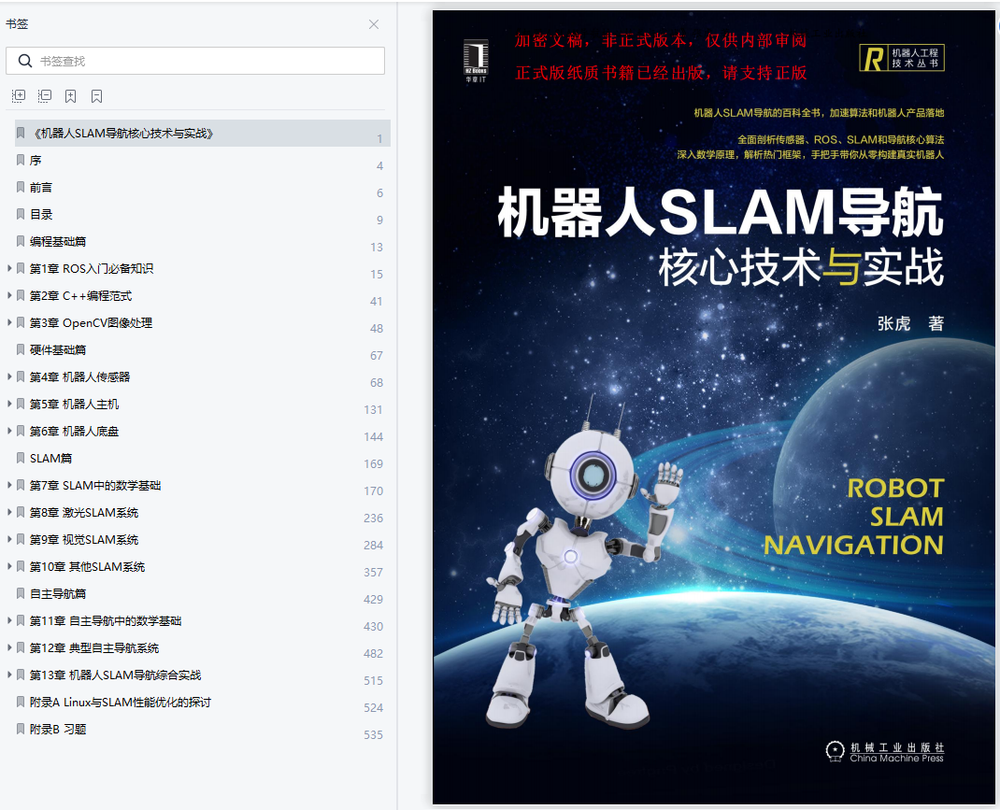 书签
书签查找
《机器人SLAM导航核心技术与实战》 1
序 4
前言 6
目录 9
编程基础篇 13
第1章 ROS入门必备知识 15
第2章 C++编程范式 41
第3章 OpenCV图像处理 48
硬件基础篇 67
第4章 机器人传感器 68
第5章 机器人主机 131
第6章 机器人底盘 144
SLAM篇 169
第7章 SLAM中的数学基础 170
第8章 激光SLAM系统 236
第9章 视觉SLAM系统 284
第10章 其他SLAM系统 357
自主导航篇 429
第11章 自主导航中的数学基础 430
第12章 典型自主导航系统 482
第13章 机器人SLAM导航综合实战 515
附录A Linux与SLAM性能优化的探讨 524
附录B 习题 535
HZ Books
华章IT
加密文稿，非正式版本，仅供内部审阅
正式版纸质书籍已经出版，请支持正版
R
机器人工程
技术丛书
机器人SLAM导航的百科全书，加速算法和机器人产品落地
全面剖析传感器、ROS、SLAM和导航核心算法
深入数学原理，解析热门框架，手把手带你从零构建真实机器人
机器人SLAM导航
核心技术与实战
张虎 著
ROBOT
SLAM
NAVIGATION
机械工业出版社
China Machine Press